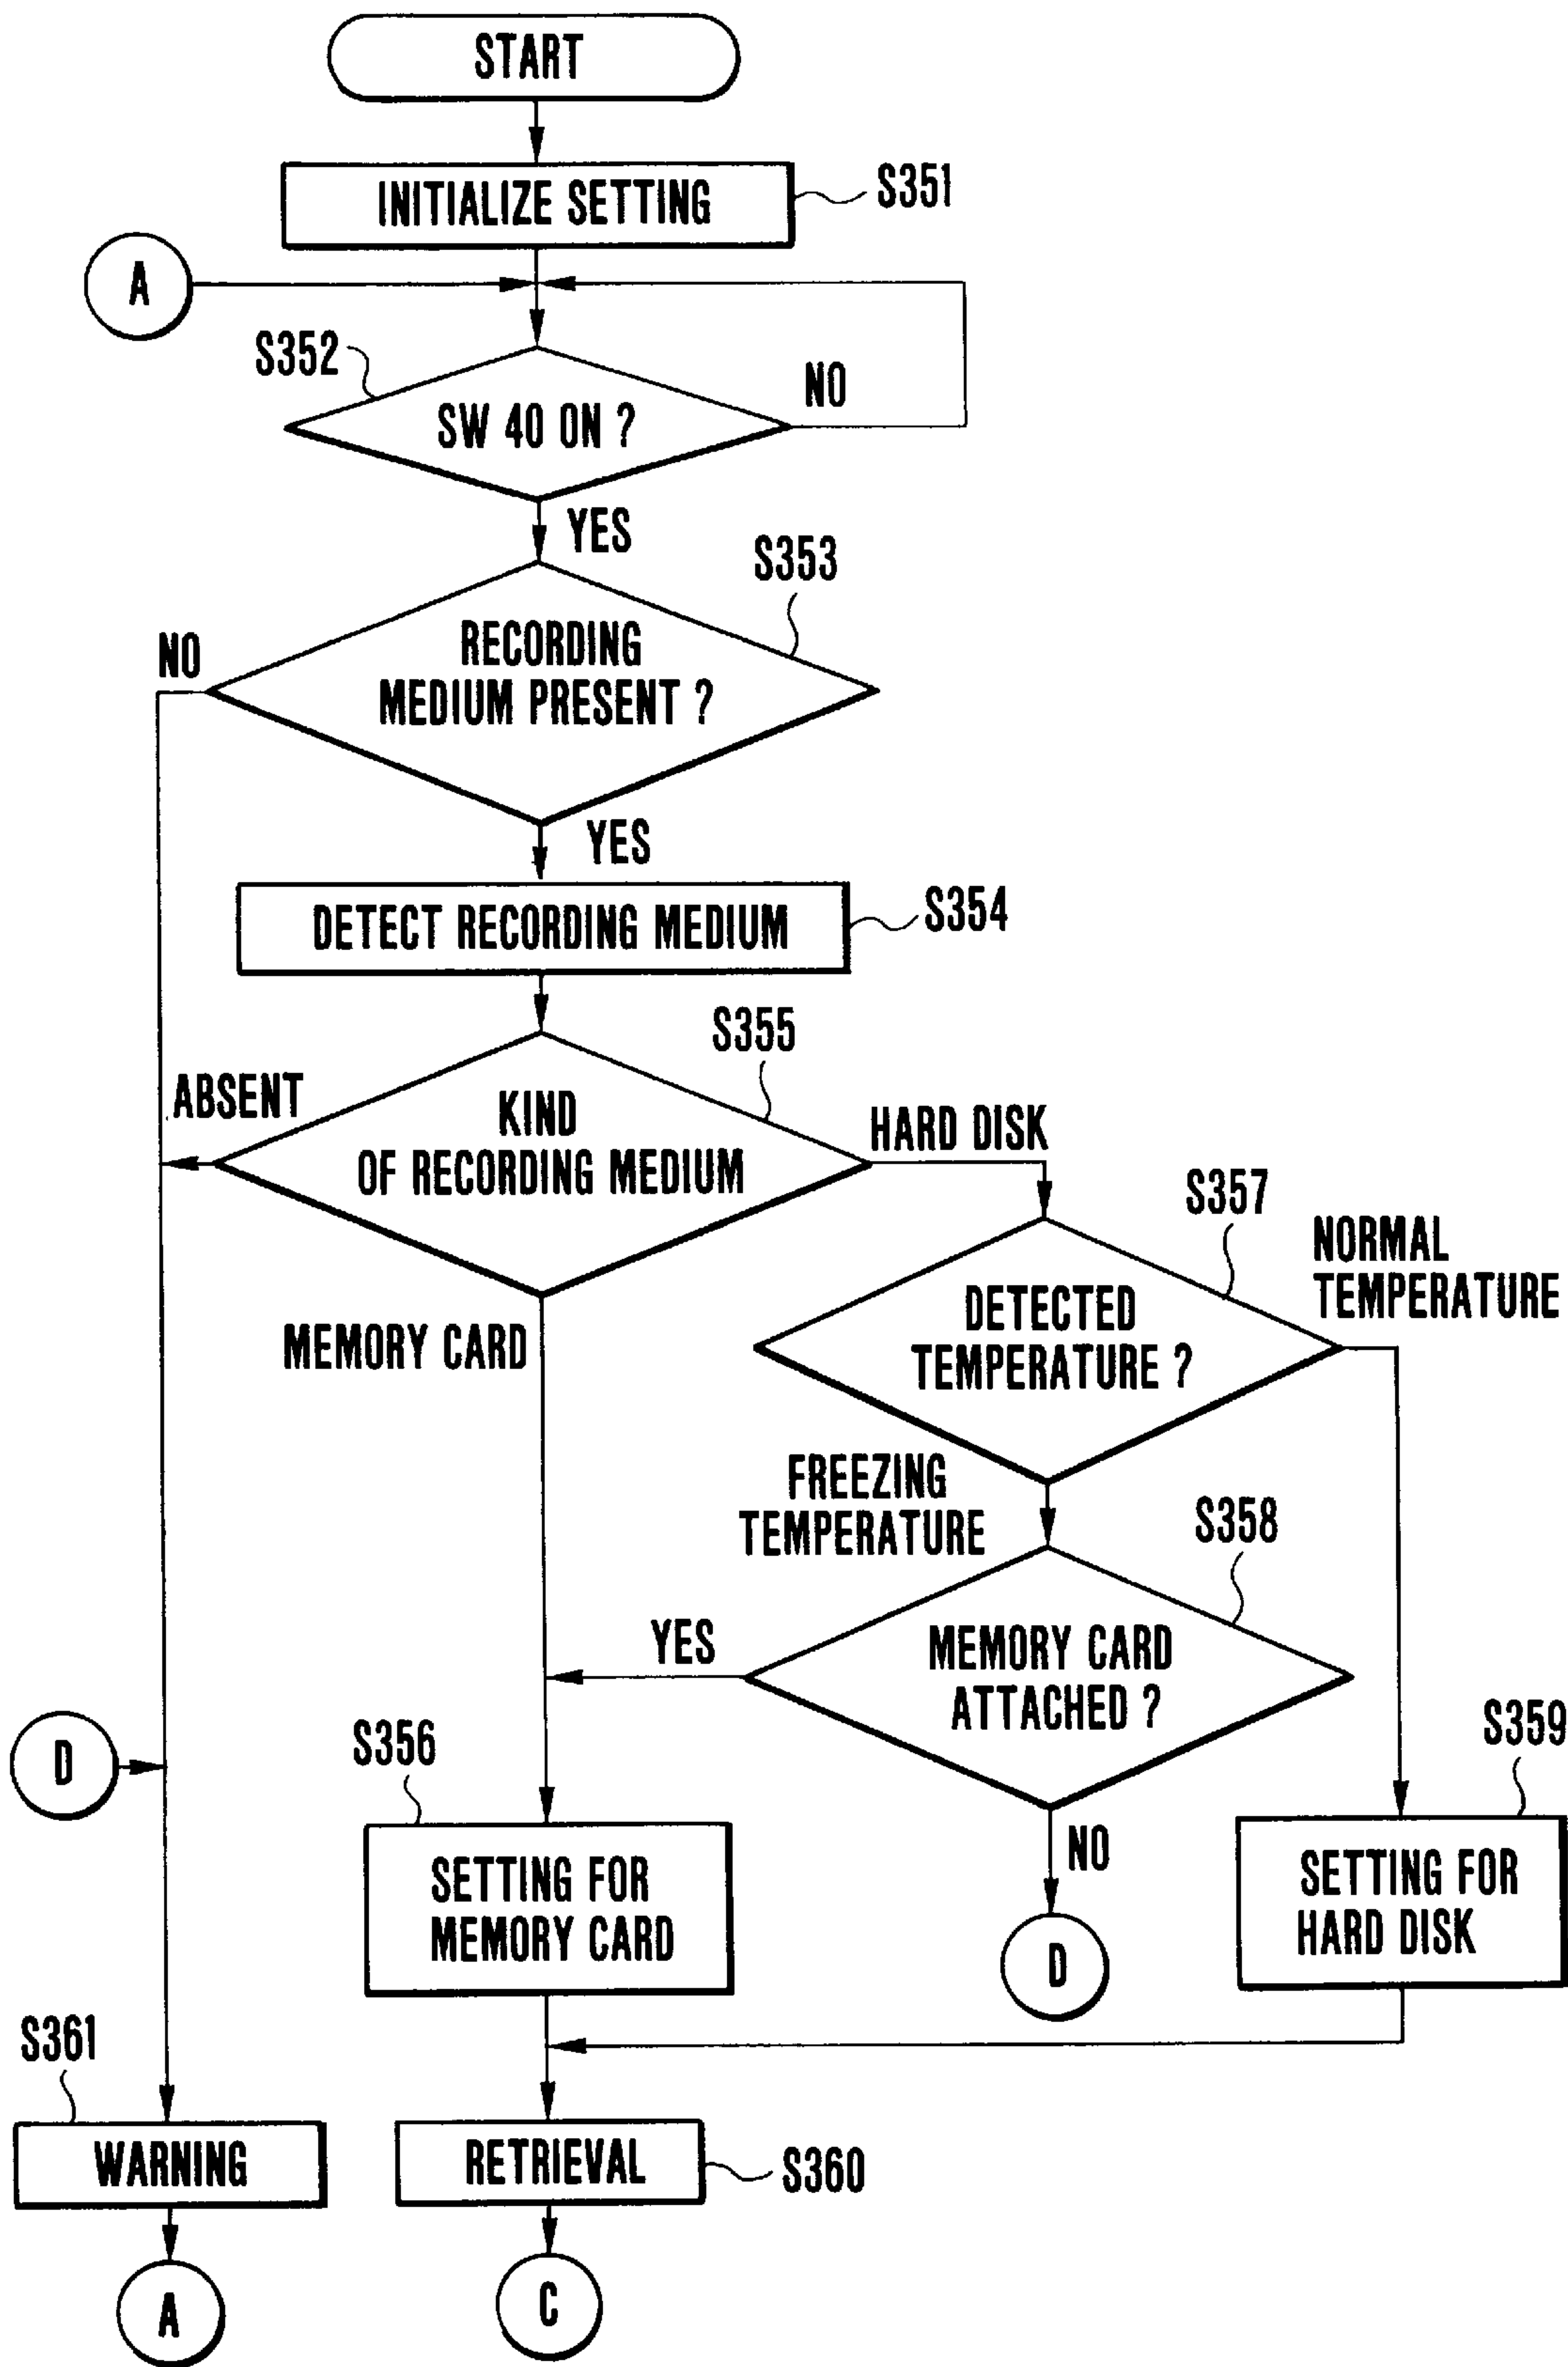 START
INITIALIZE SETTING
S351
A
S352
SW 40 ON ?
NO
YES
S353
NO
RECORDING
MEDIUM PRESENT ?
YES
DETECT RECORDING MEDIUM
S354
S355
ABSENT
KIND
OF RECORDING MEDIUM
HARD DISK
S357
NORMAL
TEMPERATURE
MEMORY CARD
DETECTED
TEMPERATURE ?
FREEZING
TEMPERATURE
S358
YES
MEMORY CARD
ATTACHED ?
D
S356
S359
NO
SETTING FOR
MEMORY CARD
D
SETTING FOR
HARD DISK
S361
WARNING
RETRIEVAL
S360
A
C